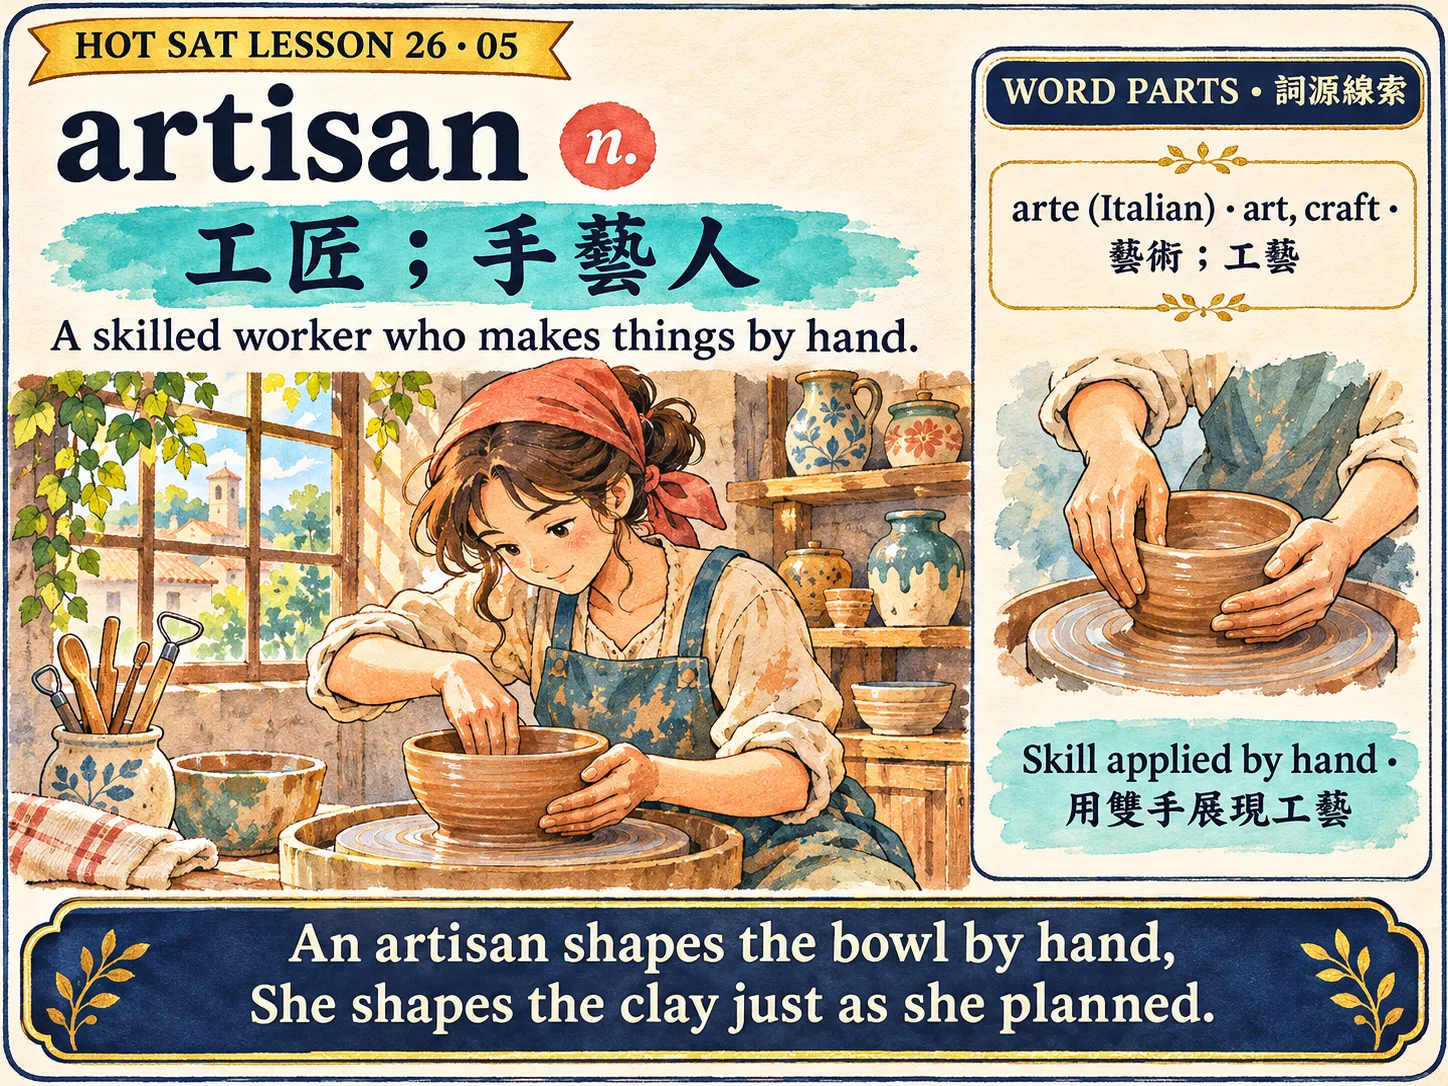 HOT SAT LESSON 26 · 05
artisan n.
工匠；手藝人
A skilled worker who makes things by hand.
WORD PARTS • 詞源線索
arte (Italian) · art, craft ·
藝術；工藝
Skill applied by hand ·
用雙手展現工藝
An artisan shapes the bowl by hand,
She shapes the clay just as she planned.